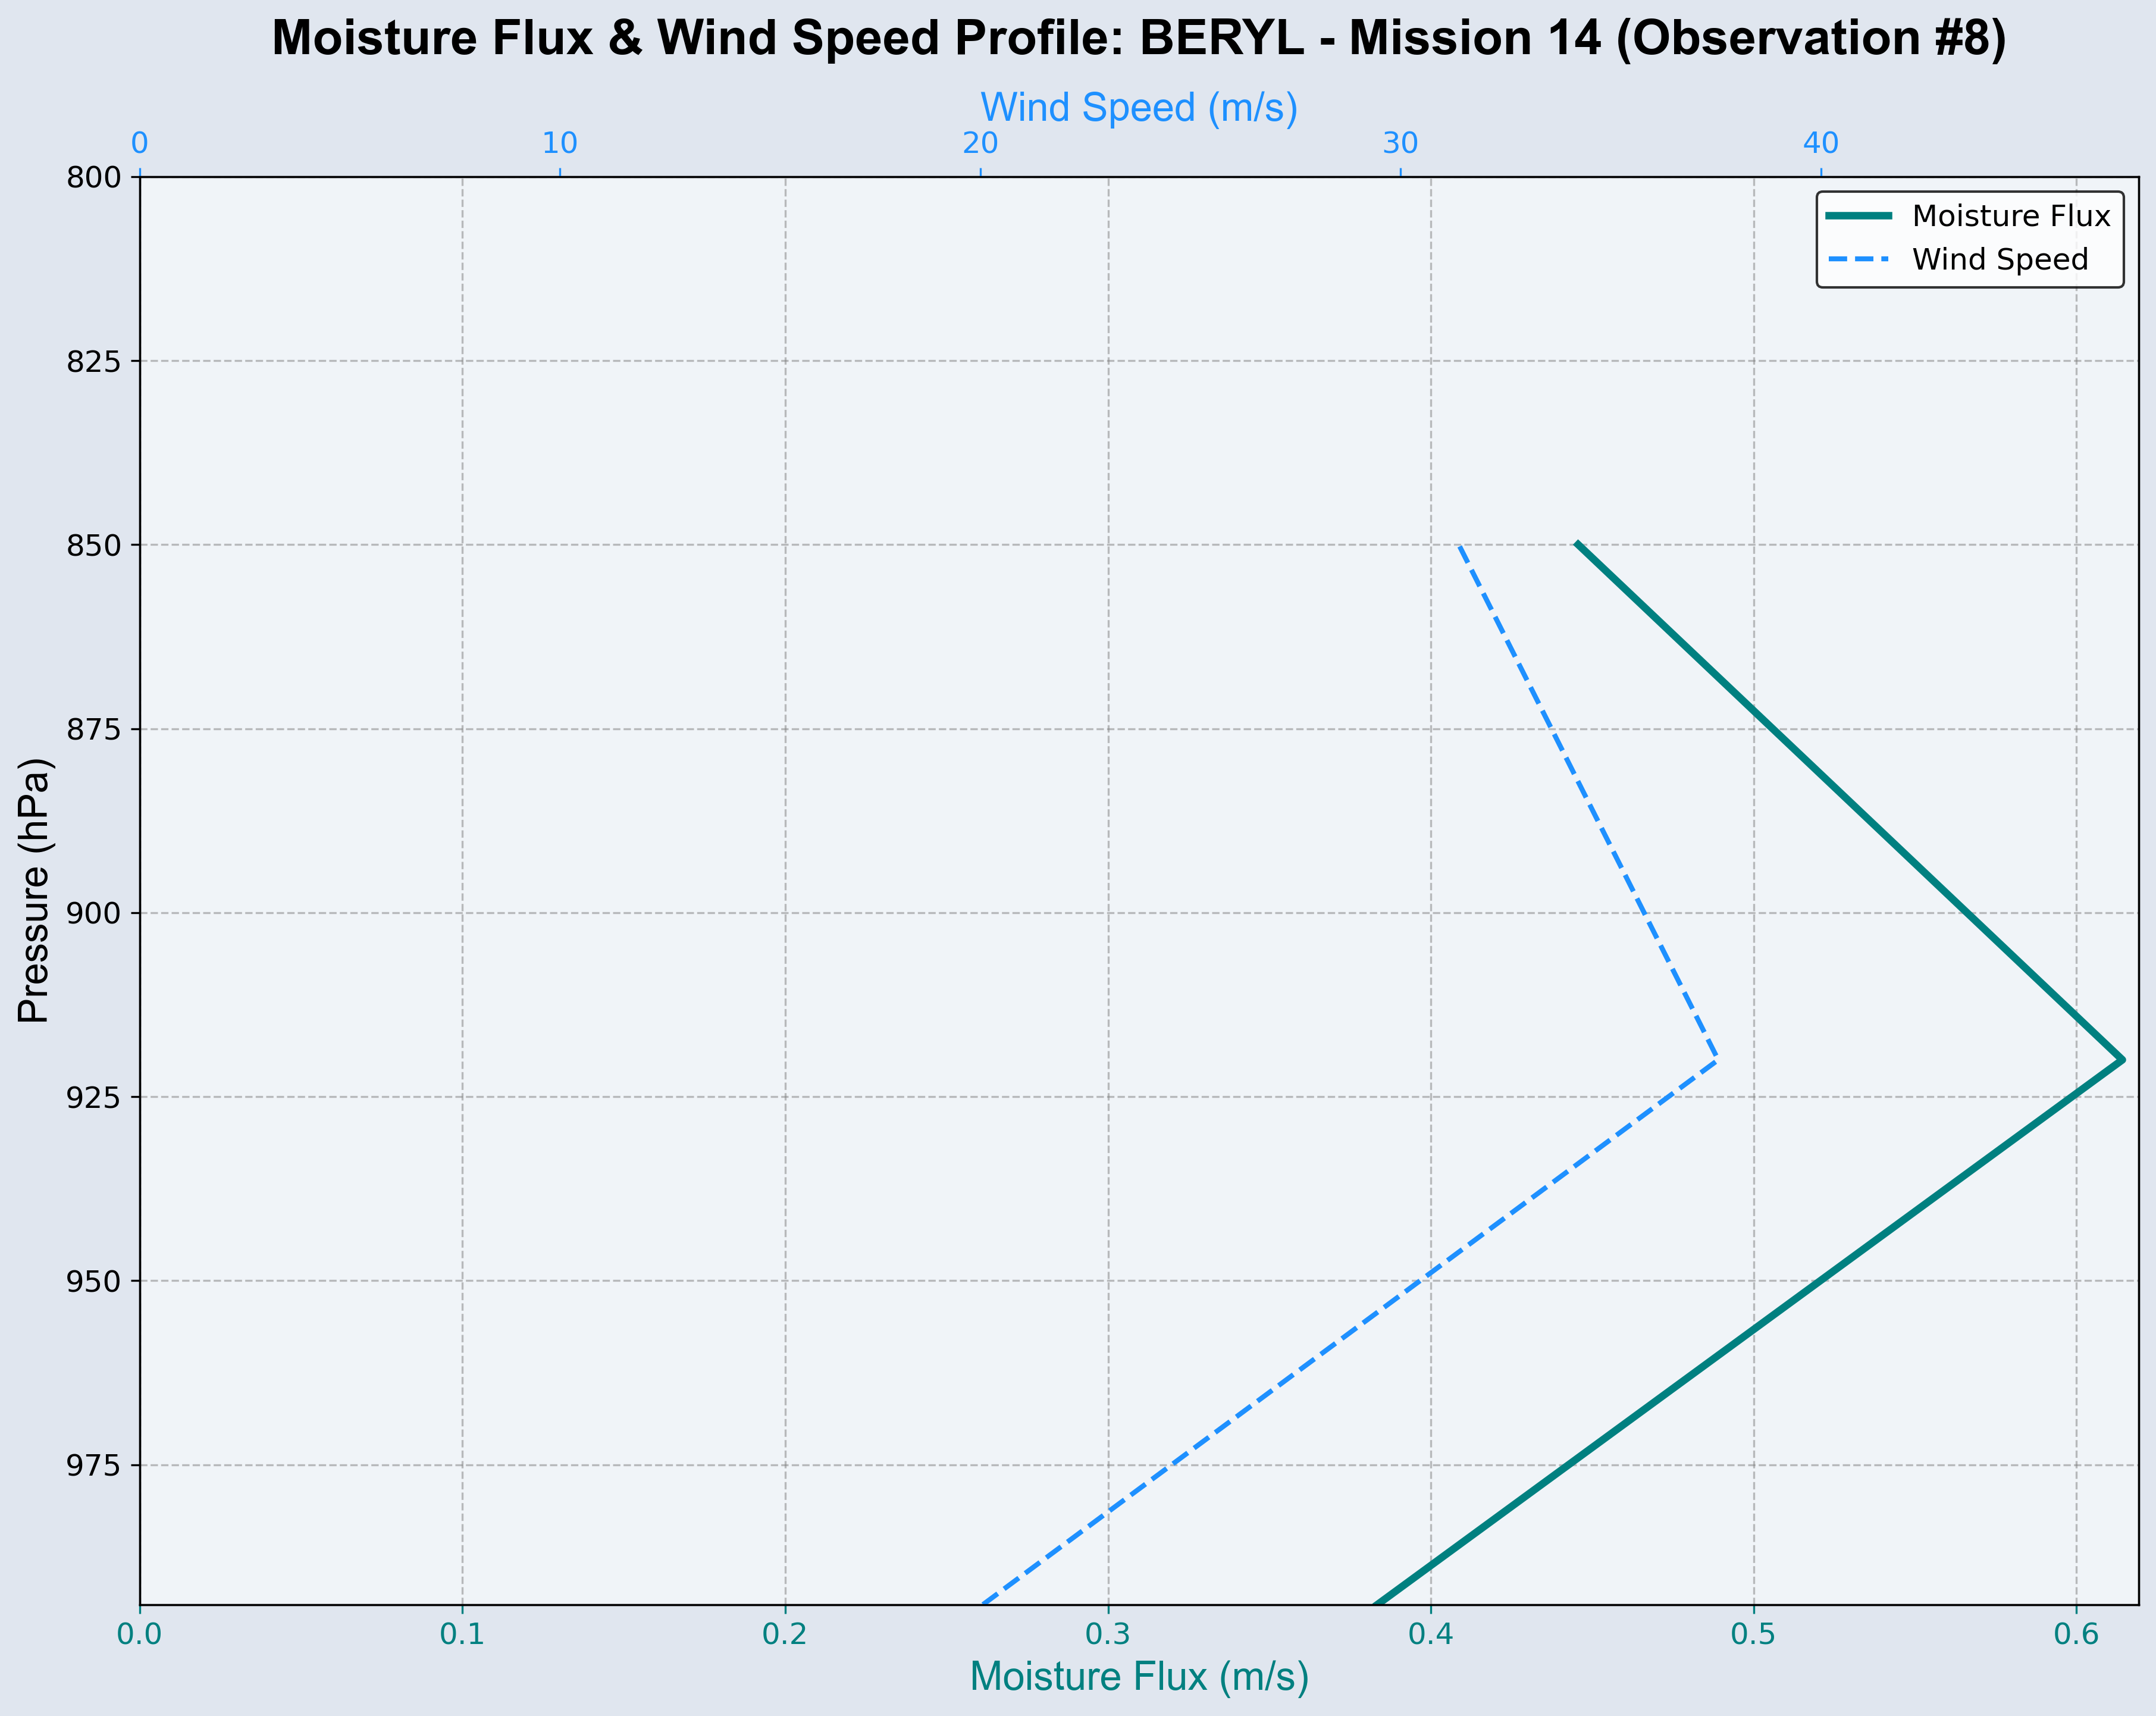 Moisture Flux & Wind Speed Profile: BERYL - Mission 14 (Observation #8)
Wind Speed (m/s)
0 10 20 30 40
Moisture Flux
Wind Speed
Pressure (hPa)
800
825
850
875
900
925
950
975
0.0 0.1 0.2 0.3 0.4 0.5 0.6
Moisture Flux (m/s)